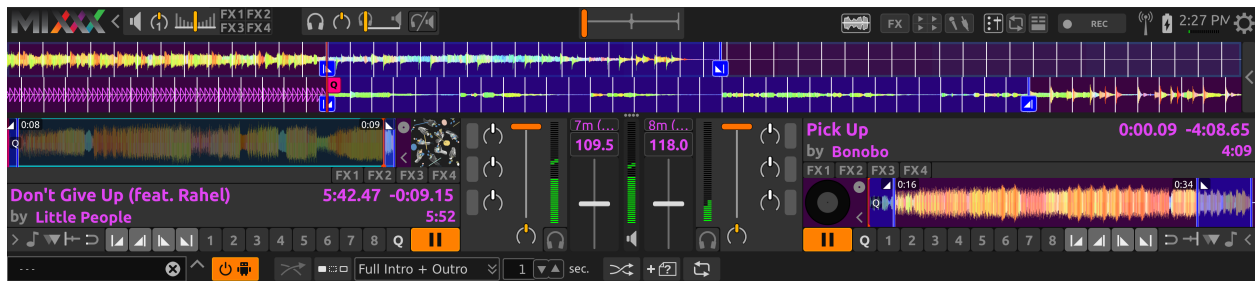 MIXXX FX1 FX2 FX3 FX4 FX REC 2:27 PM
Q
0:08 0:09
Q
FX1 FX2 FX3 FX4
Don't Give Up (feat. Rahel) 5:42.47 -0:09.15
by Little People 5:52
1 2 3 4 5 6 7 8 Q
7m (... 8m (...
109.5 118.0
Pick Up 0:00.09 -4:08.65
by Bonobo 4:09
FX1 FX2 FX3 FX4
0:16 0:34
Q
Q 1 2 3 4 5 6 7 8
--- Full Intro + Outro 1 sec.